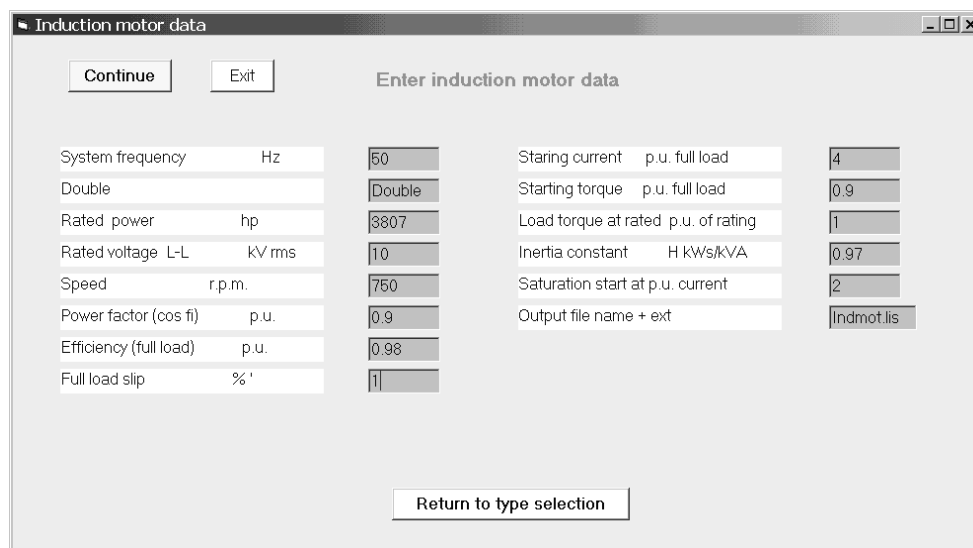 Induction motor data
Continue Exit Enter induction motor data
System frequency Hz 50 Staring current p.u. full load 4
Double Double Starting torque p.u. full load 0.9
Rated power hp 3807 Load torque at rated p.u. of rating 1
Rated voltage L-L kV rms 10 Inertia constant H kWs/kVA 0.97
Speed r.p.m. 750 Saturation start at p.u. current 2
Power factor (cos fi) p.u. 0.9 Output file name + ext Indmot.lis
Efficiency (full load) p.u. 0.98
Full load slip % ' 1
Return to type selection